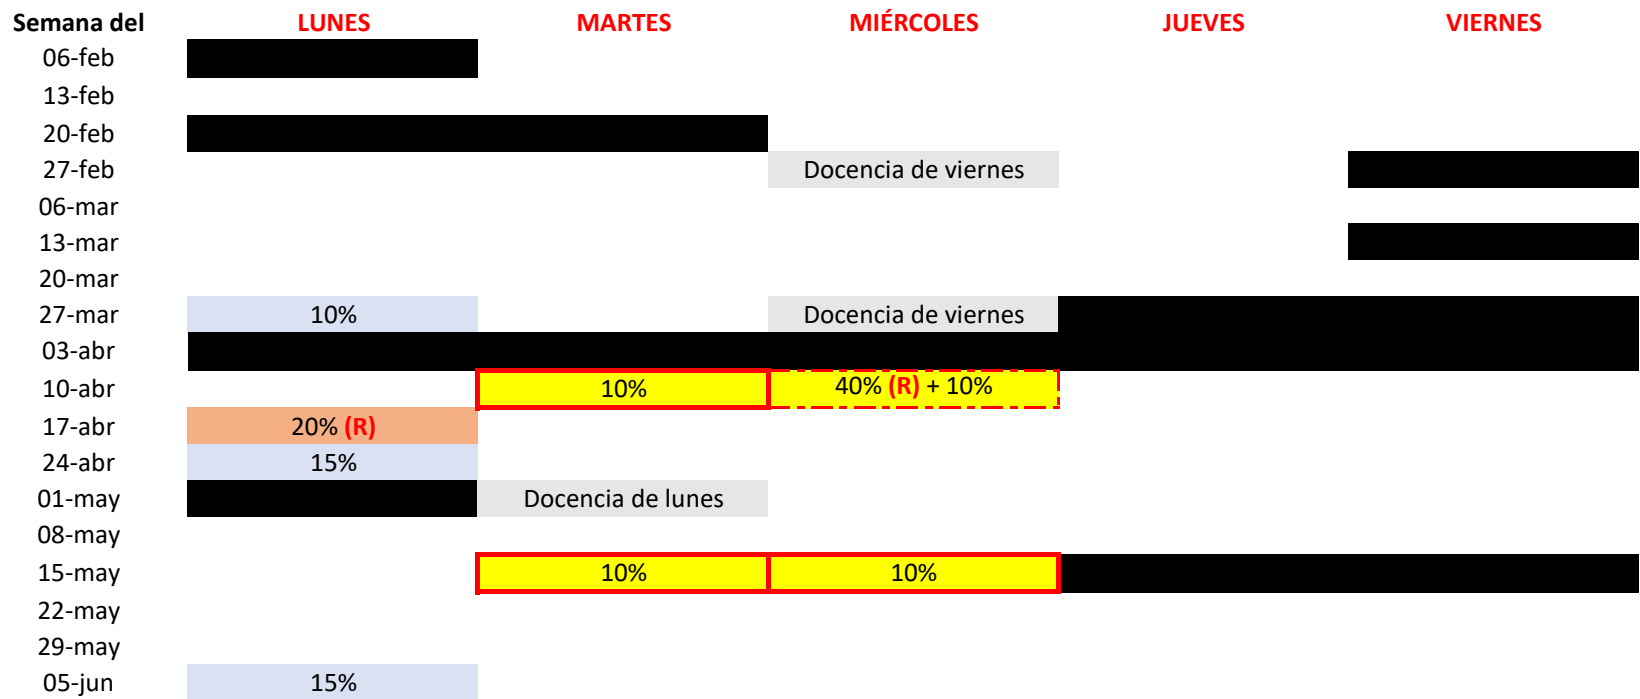 Semana del LUNES MARTES MIÉRCOLES JUEVES VIERNES
06-feb
13-feb
20-feb
27-feb Docencia de viernes
06-mar
13-mar
20-mar
27-mar 10% Docencia de viernes
03-abr
10-abr 10% 40% (R) + 10%
17-abr 20% (R)
24-abr 15%
01-may Docencia de lunes
08-may
15-may 10% 10%
22-may
29-may
05-jun 15%